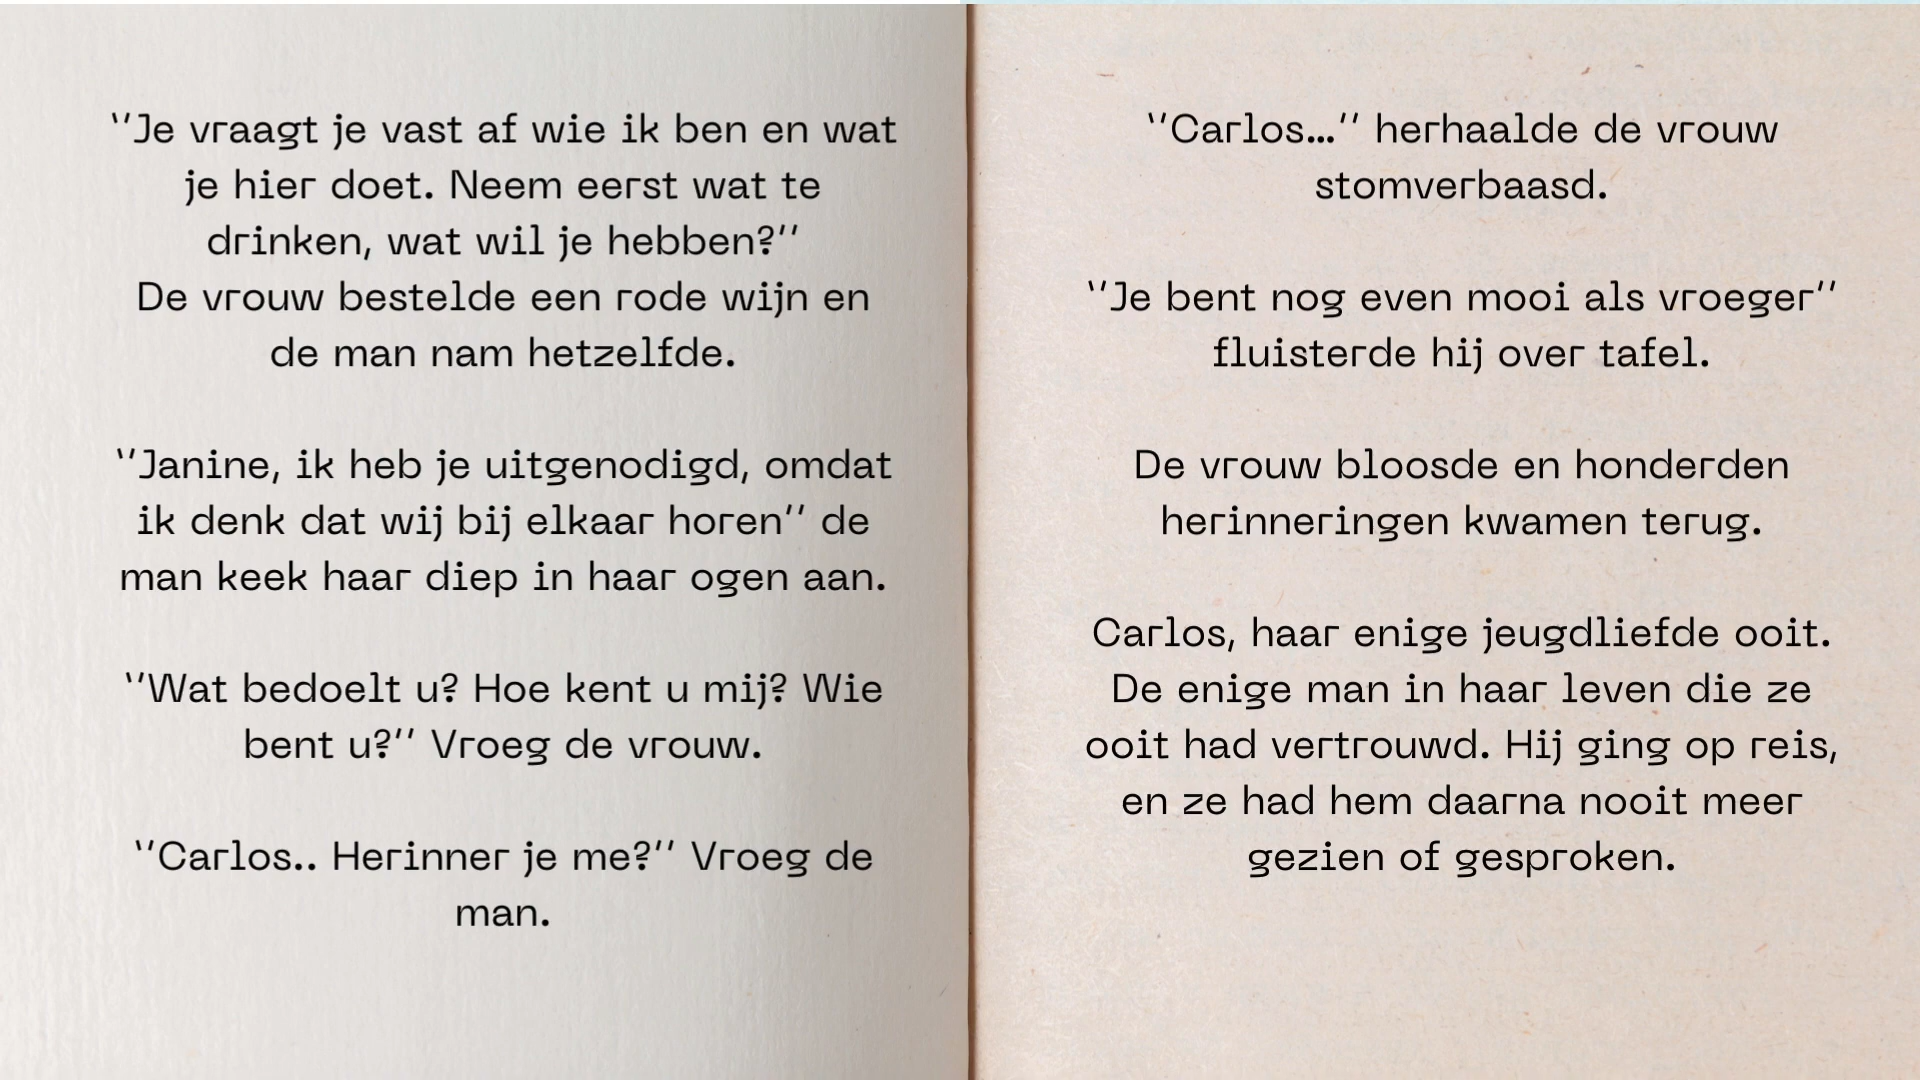 ''Je vraagt je vast af wie ik ben en wat
je hier doet. Neem eerst wat te
drinken, wat wil je hebben?''
De vrouw bestelde een rode wijn en
de man nam hetzelfde.
''Janine, ik heb je uitgenodigd, omdat
ik denk dat wij bij elkaar horen'' de
man keek haar diep in haar ogen aan.
''Wat bedoelt u? Hoe kent u mij? Wie
bent u?'' Vroeg de vrouw.
''Carlos.. Herinner je me?'' Vroeg de
man.
''Carlos...'' herhaalde de vrouw
stomverbaasd.
''Je bent nog even mooi als vroeger''
fluisterde hij over tafel.
De vrouw bloosde en honderden
herinneringen kwamen terug.
Carlos, haar enige jeugdliefde ooit.
De enige man in haar leven die ze
ooit had vertrouwd. Hij ging op reis,
en ze had hem daarna nooit meer
gezien of gesproken.